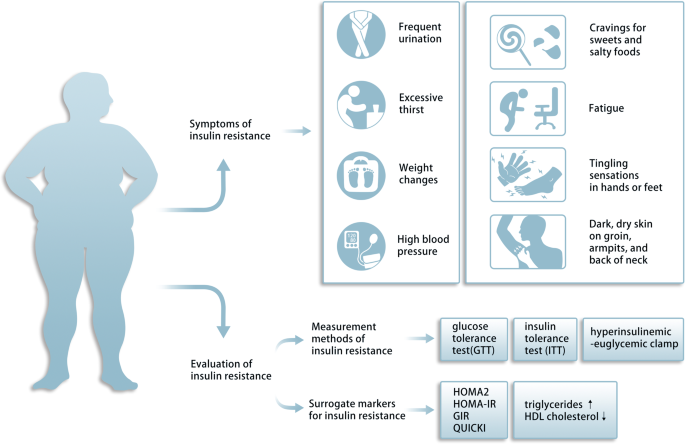 Symptoms of
insulin resistance
Frequent
urination
Excessive
thirst
Weight
changes
High blood
pressure
Cravings for
sweets and
salty foods
Fatigue
Tingling
sensations
in hands or feet
Dark, dry skin
on groin,
armpits, and
back of neck
Evaluation of
insulin resistance
Measurement
methods of
insulin resistance
glucose
tolerance
test(GTT)
insulin
tolerance
test (ITT)
hyperinsulinemic
-euglycemic clamp
Surrogate markers
for insulin resistance
HOMA2
HOMA-IR
GIR
QUICKI
triglycerides ↑
HDL cholesterol ↓